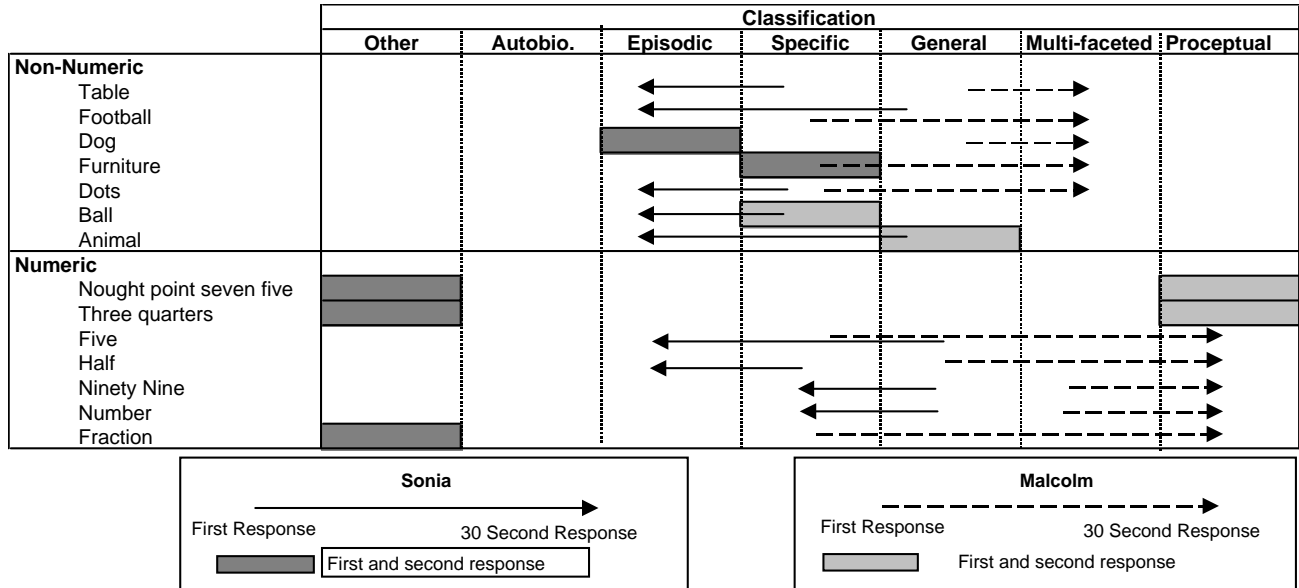 Classification
Other Autobio. Episodic Specific General Multi-faceted Proceptual
Non-Numeric
Table
Football
Dog
Furniture
Dots
Ball
Animal
Numeric
Nought point seven five
Three quarters
Five
Half
Ninety Nine
Number
Fraction
Sonia
First Response 30 Second Response
First and second response
Malcolm
First Response 30 Second Response
First and second response